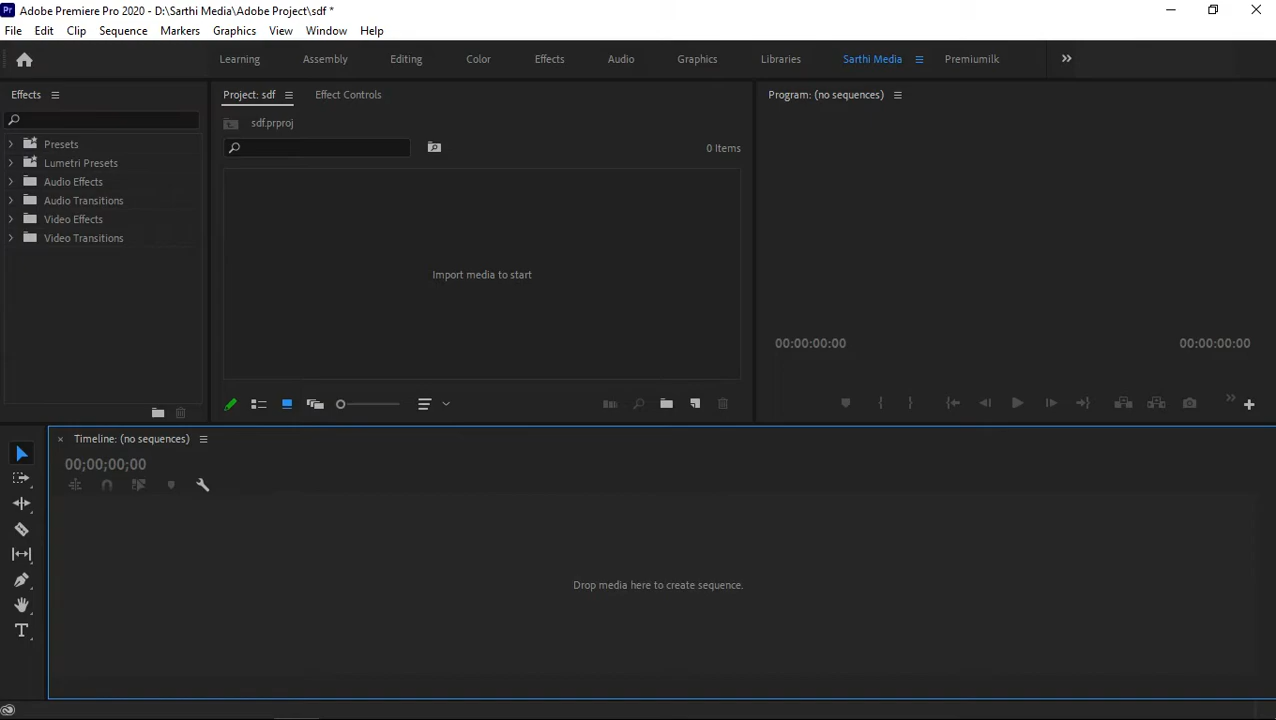 Pr Adobe Premiere Pro 2020 - D:\Sarthi Media\Adobe Project\sdf *
File Edit Clip Sequence Markers Graphics View Window Help
Learning Assembly Editing Color Effects Audio Graphics Libraries Sarthi Media Premiumilk
Effects
Presets
Lumetri Presets
Audio Effects
Audio Transitions
Video Effects
Video Transitions
Project: sdf Effect Controls
sdf.prproj
0 Items
Import media to start
Program: (no sequences)
00:00:00:00 00:00:00:00
Timeline: (no sequences)
00;00;00;00
Drop media here to create sequence.